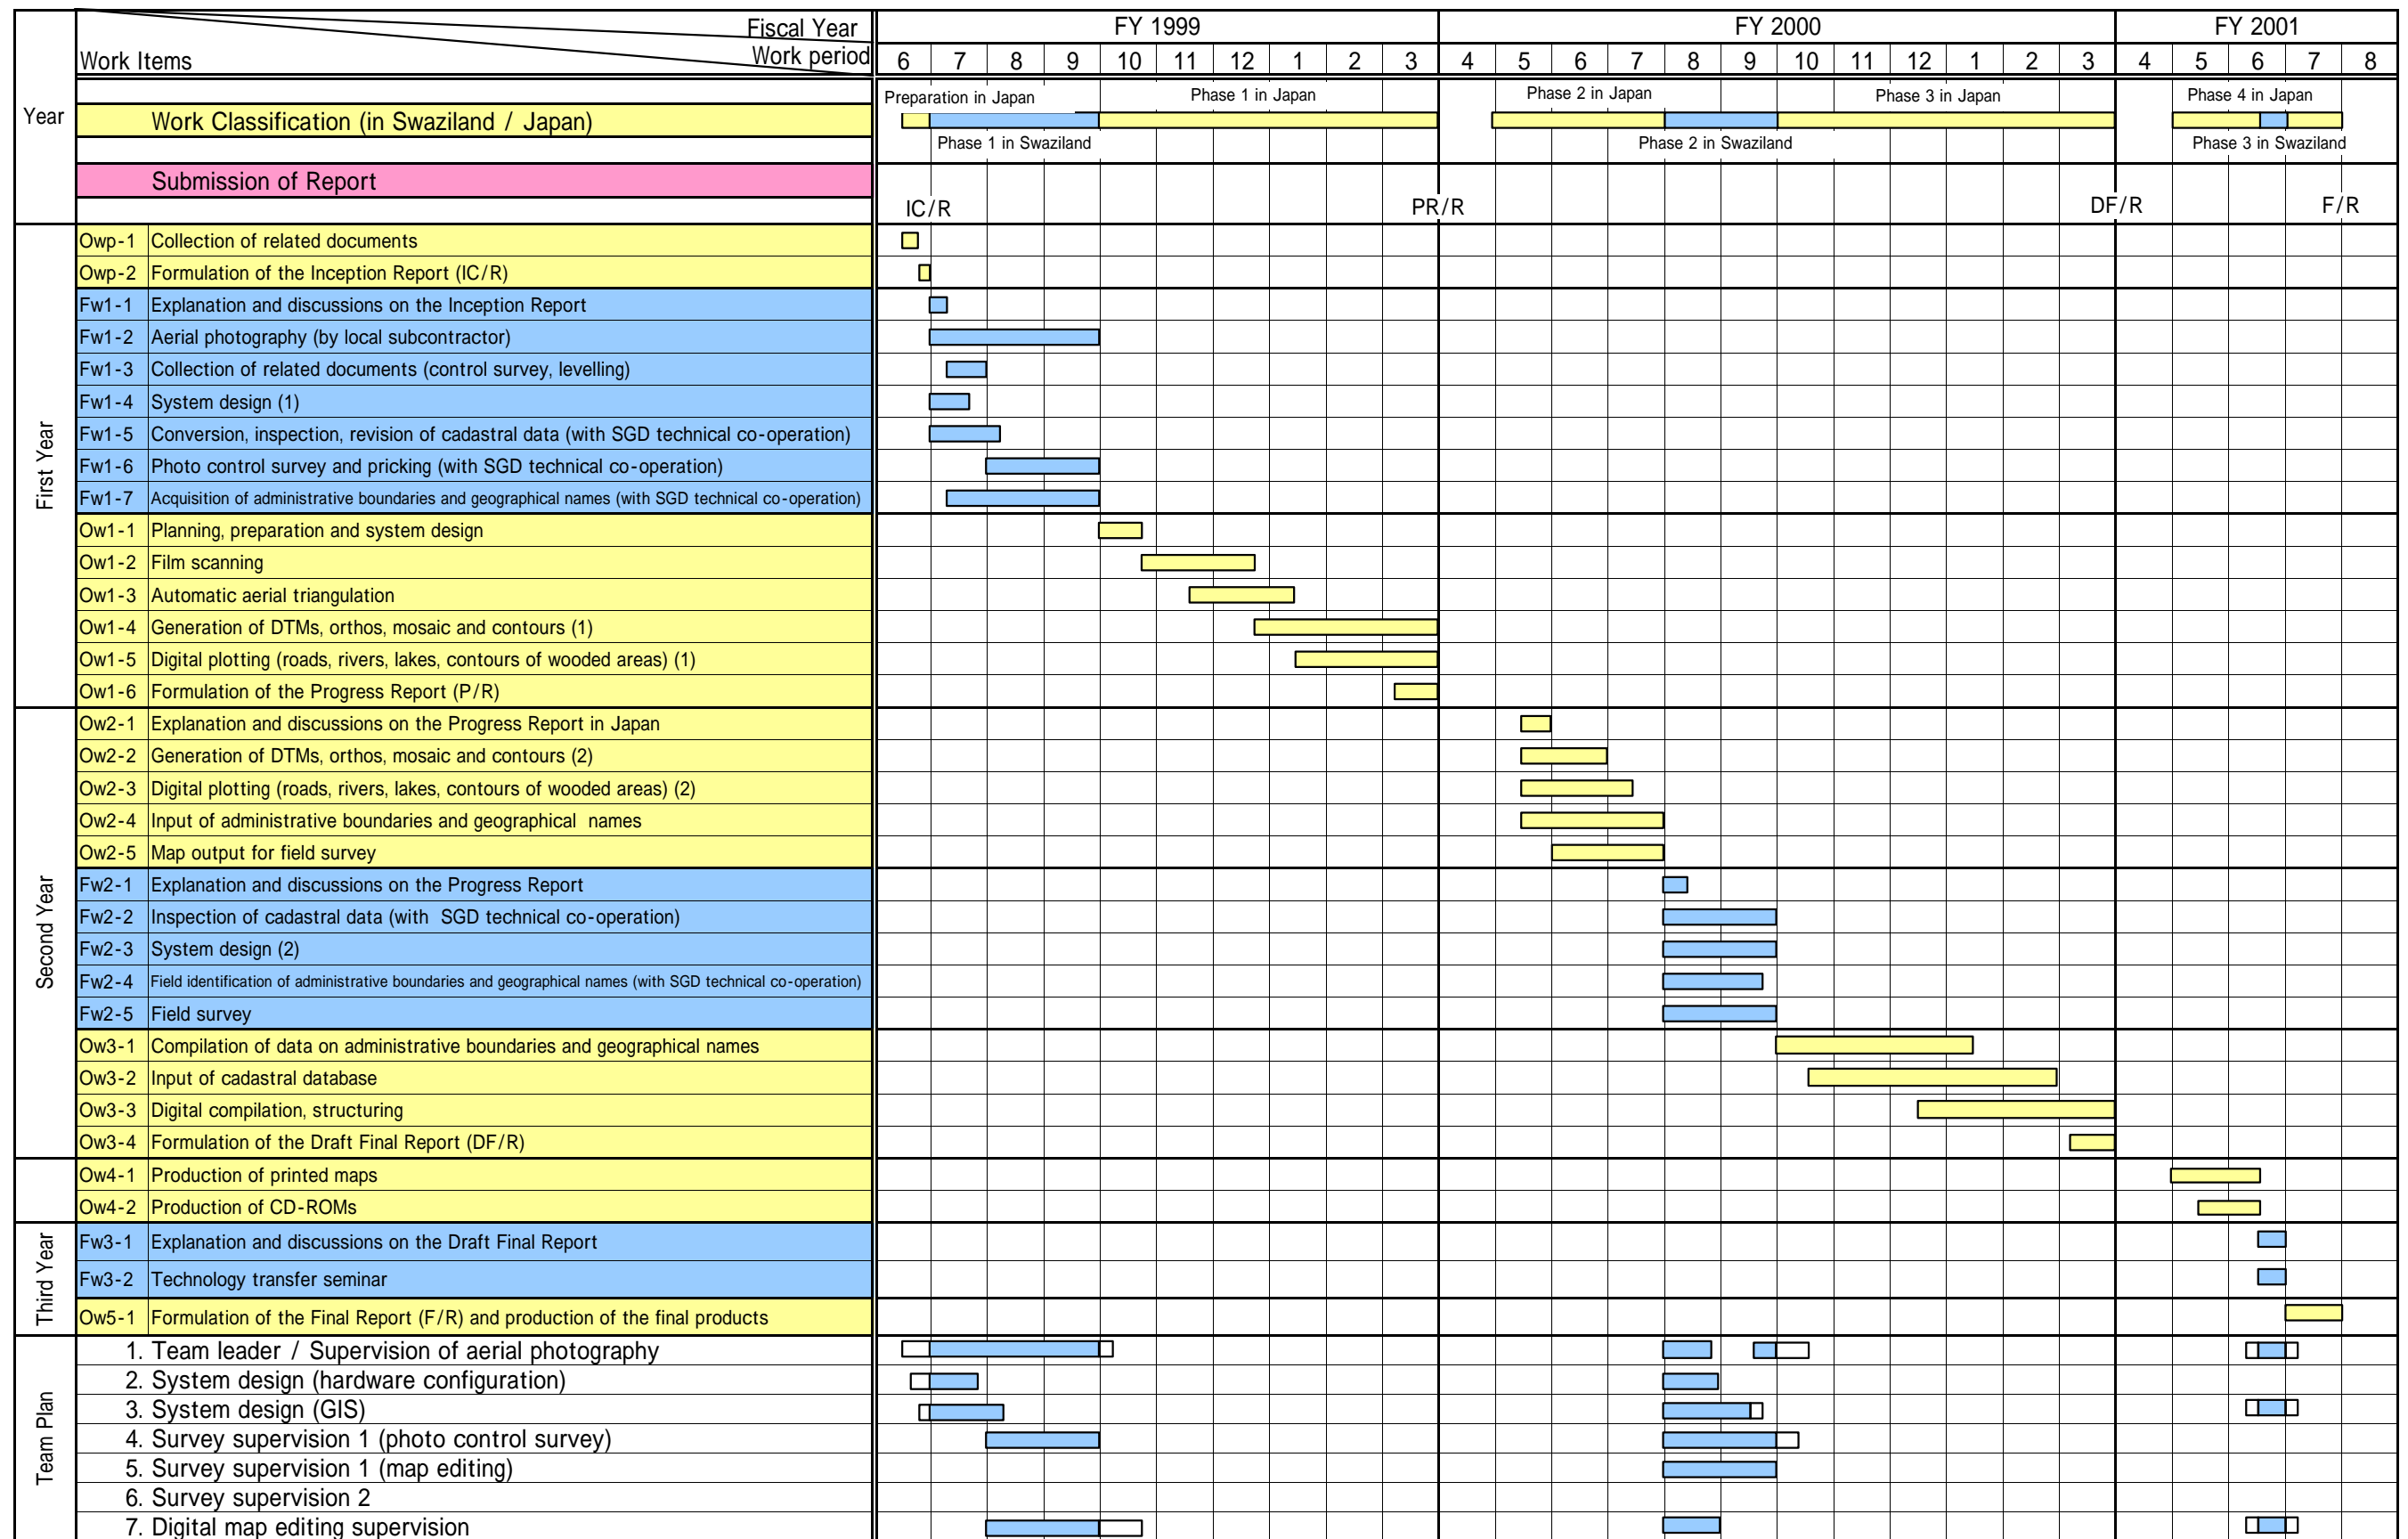 Fiscal Year
FY 1999
FY 2000
FY 2001
Work Items
Work period
6 7 8 9 10 11 12 1 2 3 4 5 6 7 8 9 10 11 12 1 2 3 4 5 6 7 8
Year
Preparation in Japan
Phase 1 in Japan
Phase 2 in Japan
Phase 3 in Japan
Phase 4 in Japan
Work Classification (in Swaziland / Japan)
Phase 1 in Swaziland
Phase 2 in Swaziland
Phase 3 in Swaziland
Submission of Report
IC/R
PR/R
DF/R
F/R
First Year
Owp-1 Collection of related documents
Owp-2 Formulation of the Inception Report (IC/R)
Fw1-1 Explanation and discussions on the Inception Report
Fw1-2 Aerial photography (by local subcontractor)
Fw1-3 Collection of related documents (control survey, levelling)
Fw1-4 System design (1)
Fw1-5 Conversion, inspection, revision of cadastral data (with SGD technical co-operation)
Fw1-6 Photo control survey and pricking (with SGD technical co-operation)
Fw1-7 Acquisition of administrative boundaries and geographical names (with SGD technical co-operation)
Ow1-1 Planning, preparation and system design
Ow1-2 Film scanning
Ow1-3 Automatic aerial triangulation
Ow1-4 Generation of DTMs, orthos, mosaic and contours (1)
Ow1-5 Digital plotting (roads, rivers, lakes, contours of wooded areas) (1)
Ow1-6 Formulation of the Progress Report (P/R)
Second Year
Ow2-1 Explanation and discussions on the Progress Report in Japan
Ow2-2 Generation of DTMs, orthos, mosaic and contours (2)
Ow2-3 Digital plotting (roads, rivers, lakes, contours of wooded areas) (2)
Ow2-4 Input of administrative boundaries and geographical names
Ow2-5 Map output for field survey
Fw2-1 Explanation and discussions on the Progress Report
Fw2-2 Inspection of cadastral data (with SGD technical co-operation)
Fw2-3 System design (2)
Fw2-4 Field identification of administrative boundaries and geographical names (with SGD technical co-operation)
Fw2-5 Field survey
Ow3-1 Compilation of data on administrative boundaries and geographical names
Ow3-2 Input of cadastral database
Ow3-3 Digital compilation, structuring
Ow3-4 Formulation of the Draft Final Report (DF/R)
Ow4-1 Production of printed maps
Ow4-2 Production of CD-ROMs
Third Year
Fw3-1 Explanation and discussions on the Draft Final Report
Fw3-2 Technology transfer seminar
Ow5-1 Formulation of the Final Report (F/R) and production of the final products
Team Plan
1. Team leader / Supervision of aerial photography
2. System design (hardware configuration)
3. System design (GIS)
4. Survey supervision 1 (photo control survey)
5. Survey supervision 1 (map editing)
6. Survey supervision 2
7. Digital map editing supervision